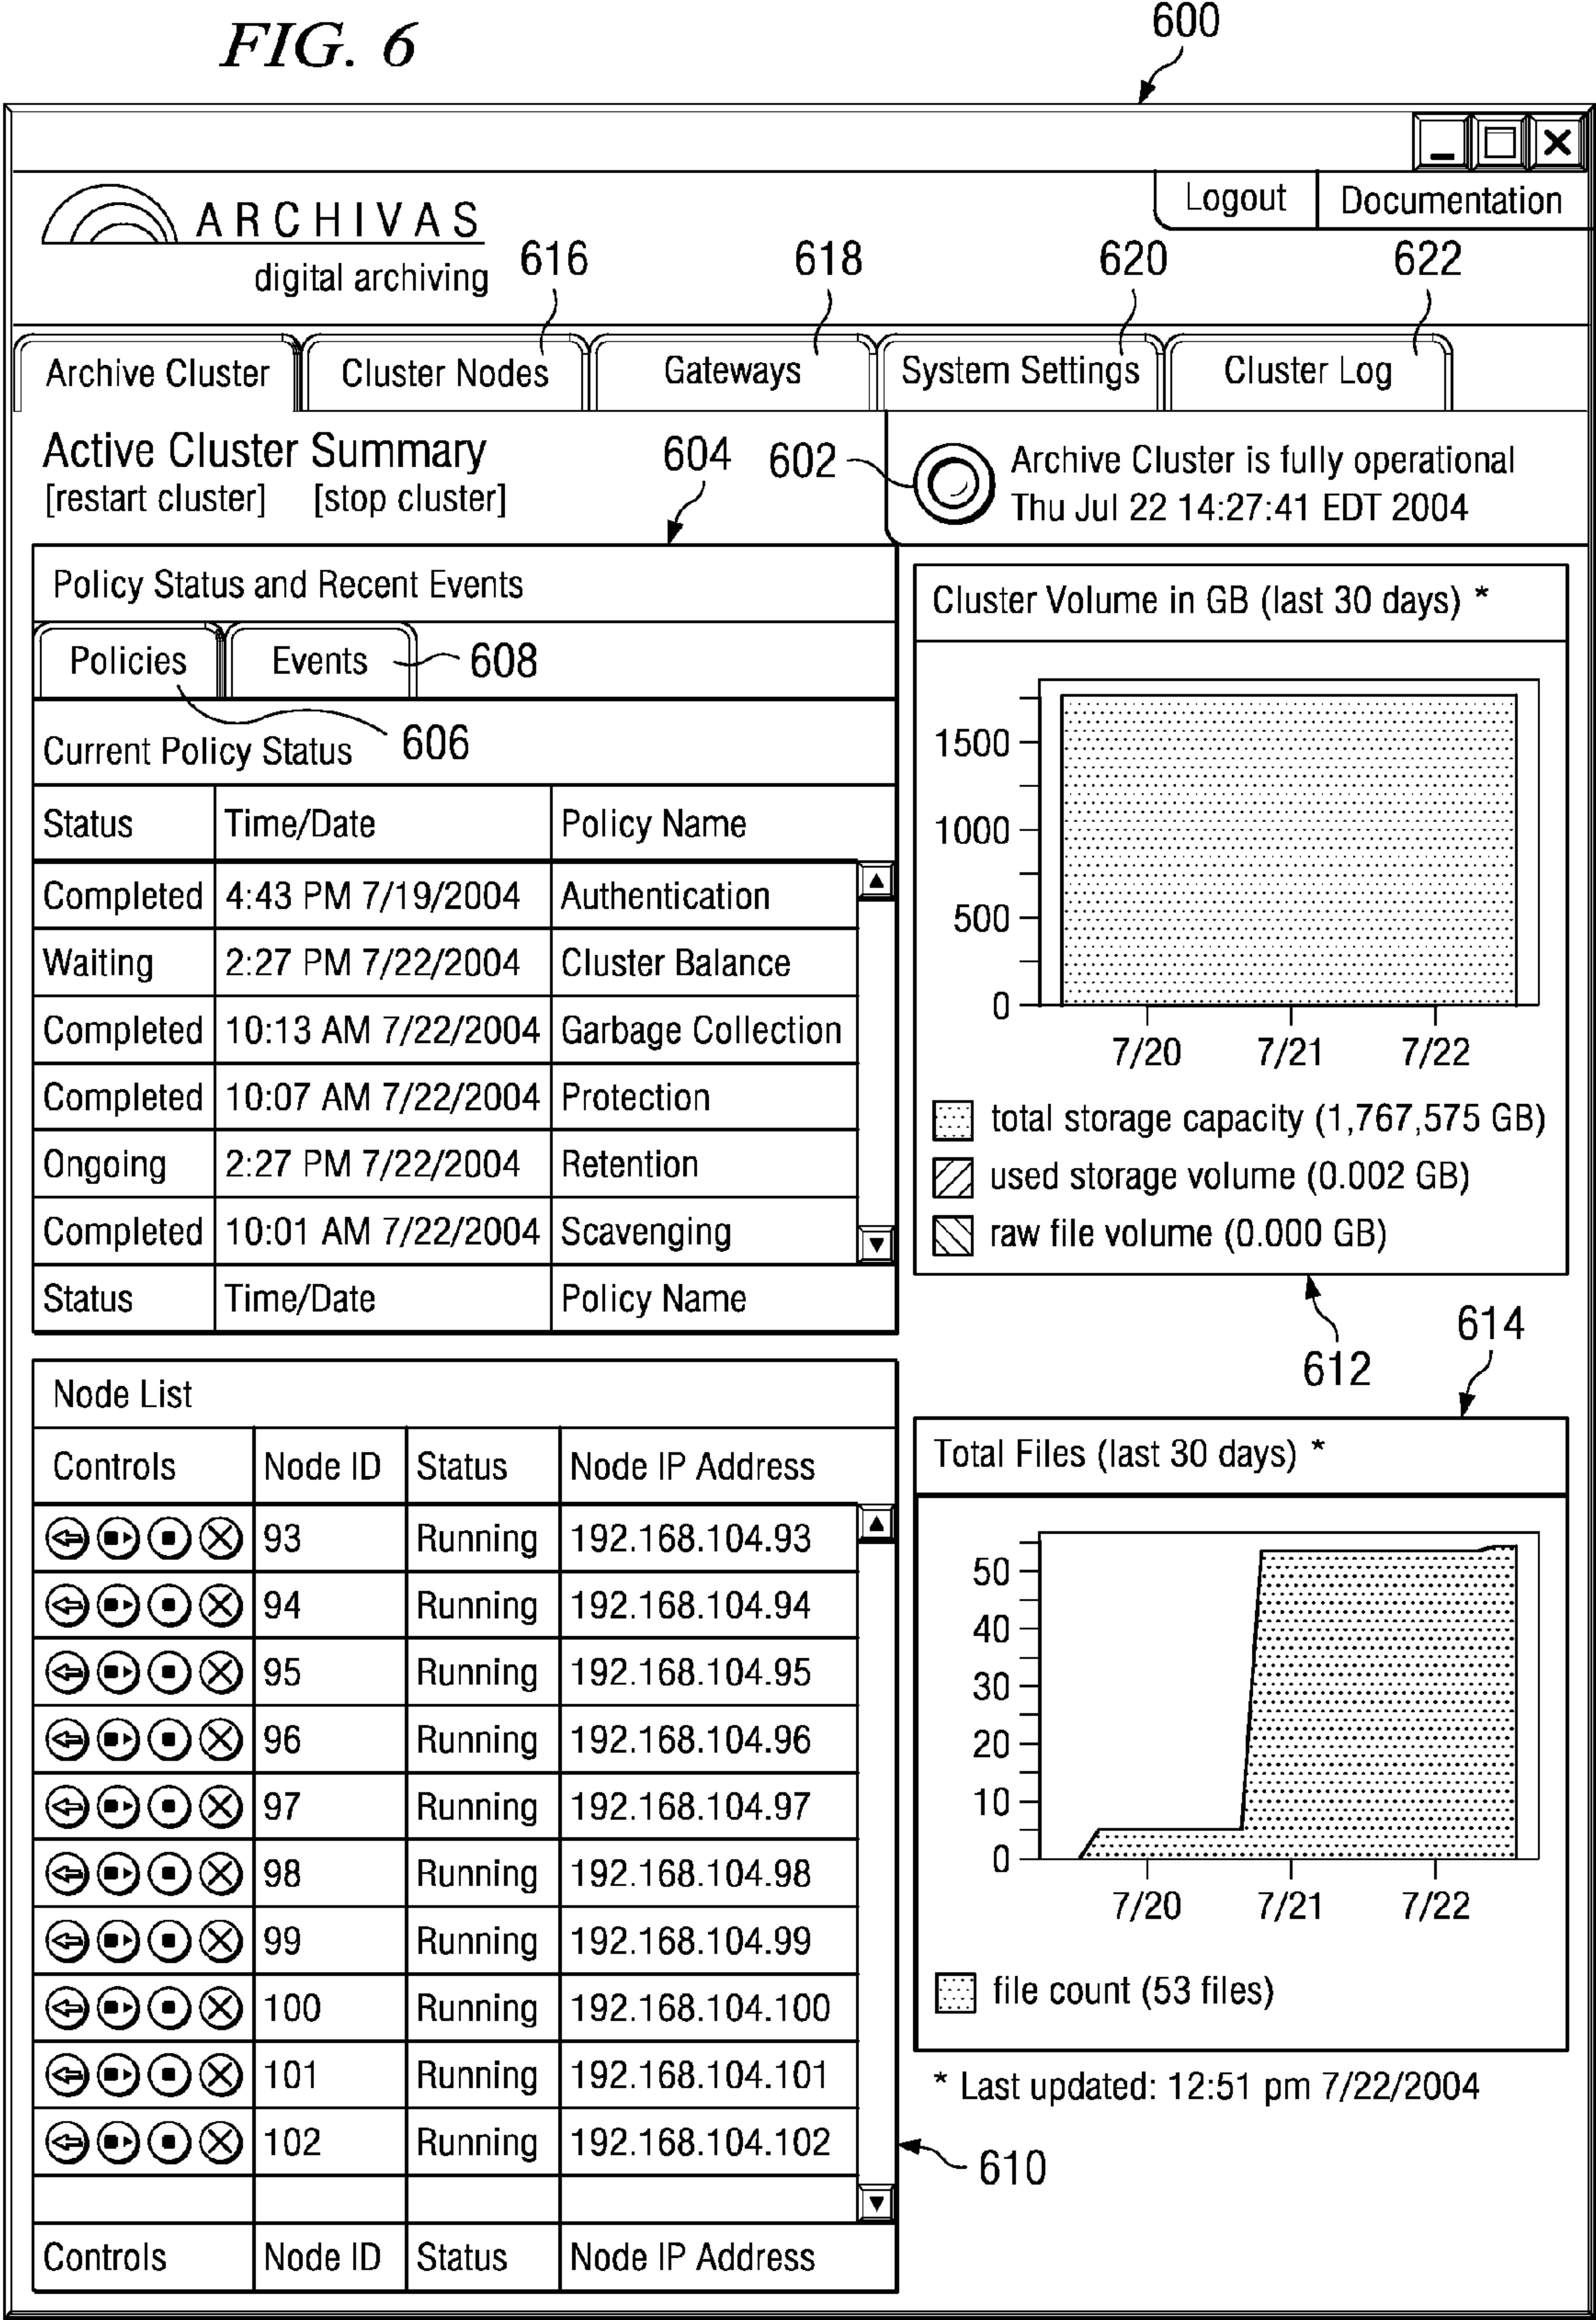 FIG. 6
600
Logout
Documentation
ARCHIVAS
digital archiving
616
618
620
622
Archive Cluster
Cluster Nodes
Gateways
System Settings
Cluster Log
Active Cluster Summary
[restart cluster] [stop cluster]
604
602
Archive Cluster is fully operational
Thu Jul 22 14:27:41 EDT 2004
Policy Status and Recent Events
Policies
Events
608
Current Policy Status
606
Status Time/Date Policy Name
Completed 4:43 PM 7/19/2004 Authentication
Waiting 2:27 PM 7/22/2004 Cluster Balance
Completed 10:13 AM 7/22/2004 Garbage Collection
Completed 10:07 AM 7/22/2004 Protection
Ongoing 2:27 PM 7/22/2004 Retention
Completed 10:01 AM 7/22/2004 Scavenging
Status Time/Date Policy Name
Cluster Volume in GB (last 30 days) *
1500
1000
500
0
7/20 7/21 7/22
total storage capacity (1,767,575 GB)
used storage volume (0.002 GB)
raw file volume (0.000 GB)
612
614
Node List
Controls Node ID Status Node IP Address
93 Running 192.168.104.93
94 Running 192.168.104.94
95 Running 192.168.104.95
96 Running 192.168.104.96
97 Running 192.168.104.97
98 Running 192.168.104.98
99 Running 192.168.104.99
100 Running 192.168.104.100
101 Running 192.168.104.101
102 Running 192.168.104.102
Controls Node ID Status Node IP Address
610
Total Files (last 30 days) *
50
40
30
20
10
0
7/20 7/21 7/22
file count (53 files)
* Last updated: 12:51 pm 7/22/2004